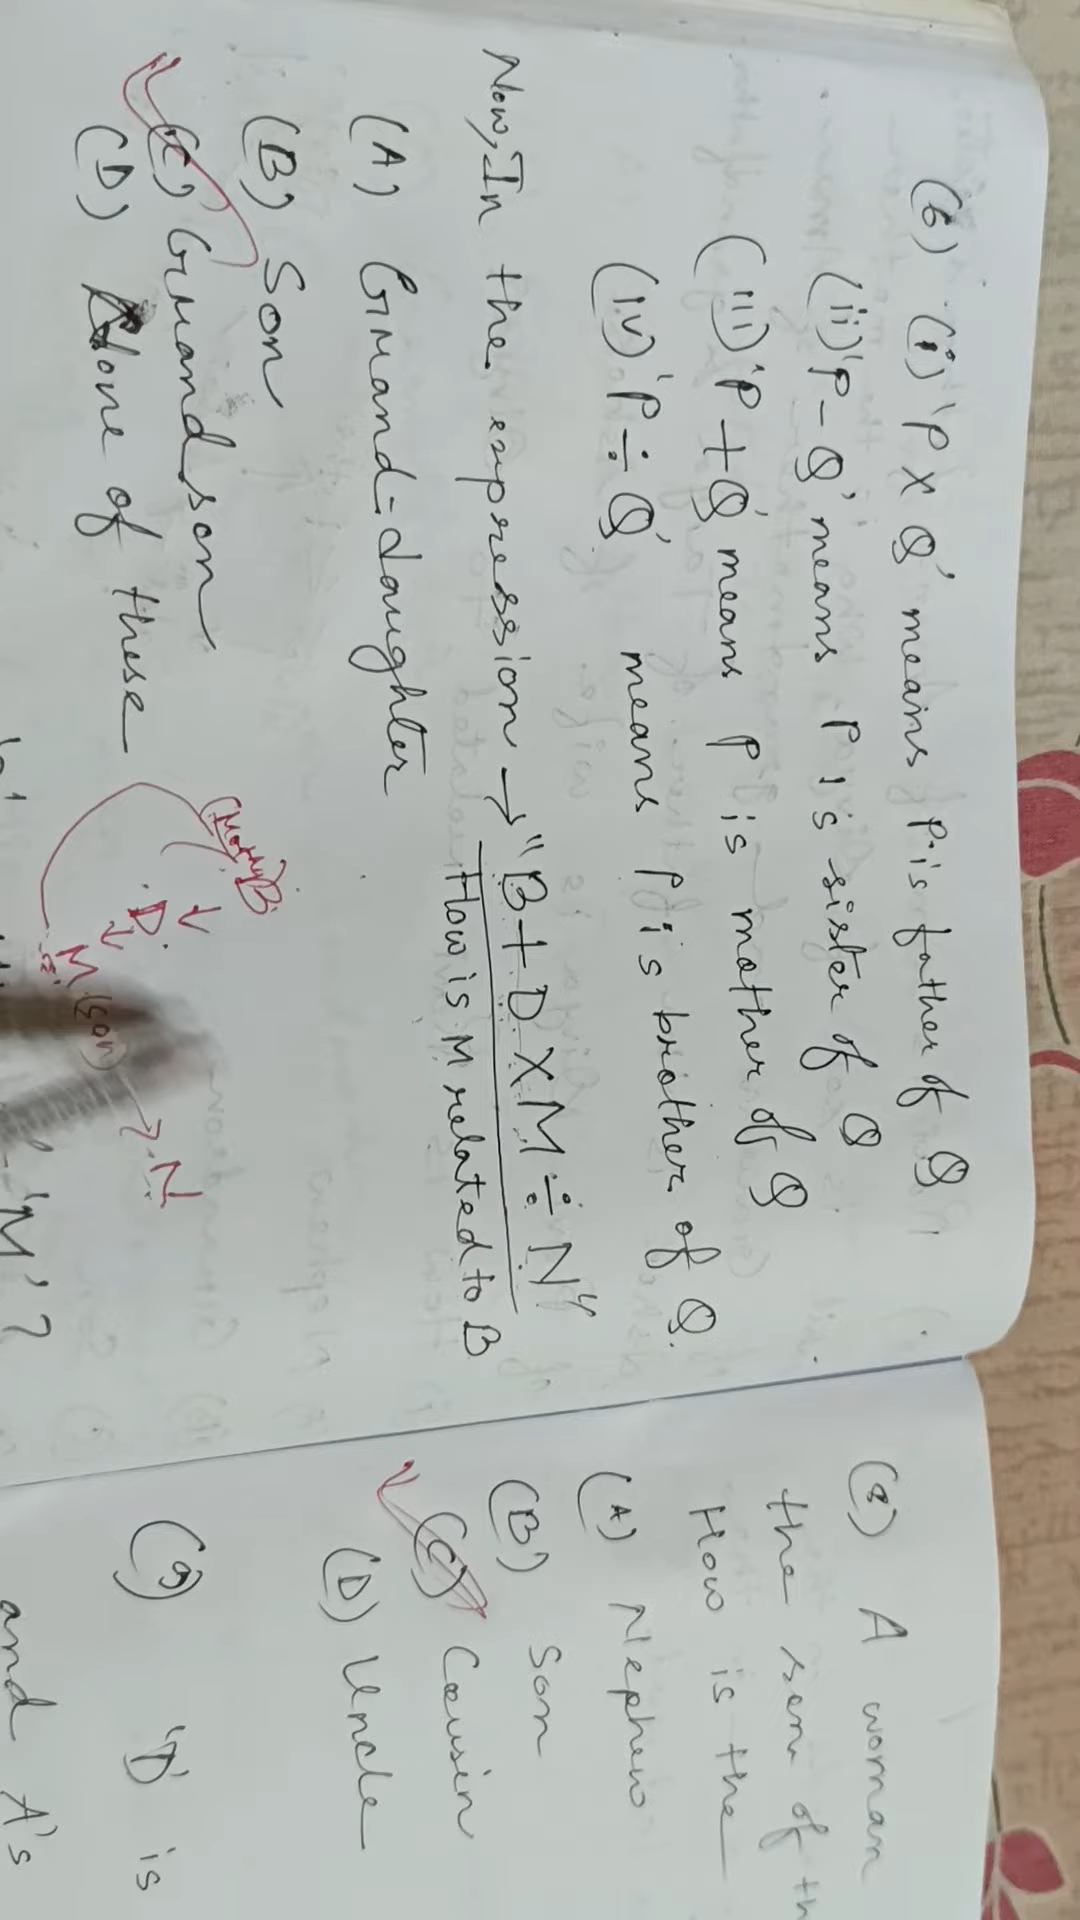 (6) (i) 'P X Q' means P is father of Q
(ii) 'P - Q' means P is sister of Q
(iii) 'P + Q' means P is mother of Q
(iv) 'P ÷ Q' means P is brother of Q.
Now, In the expression → "B + D X M ÷ N"
How is M related to B
(A) Grand-daughter
(B) Son
(C) Grandson
(D) None of these
B
D
M (son) → N
'M' ?
(8) A woman
the son of th
How is the
(A) Nephew
(B) Son
(C) Cousin
(D) Uncle
(9) 'D' is
and A's